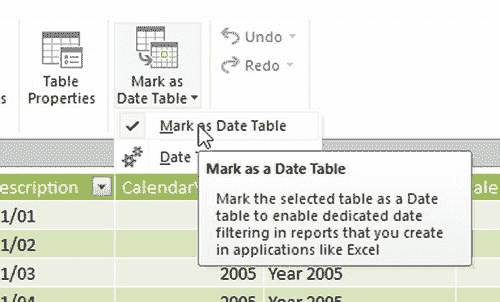 Table
Properties
Mark as
Date Table
Undo
Redo
Mark as Date Table
Date
Mark as a Date Table
Mark the selected table as a Date
table to enable dedicated date
filtering in reports that you create
in applications like Excel
1/01
1/02
1/03 2005 Year 2005
1/04 2005 Year 2005